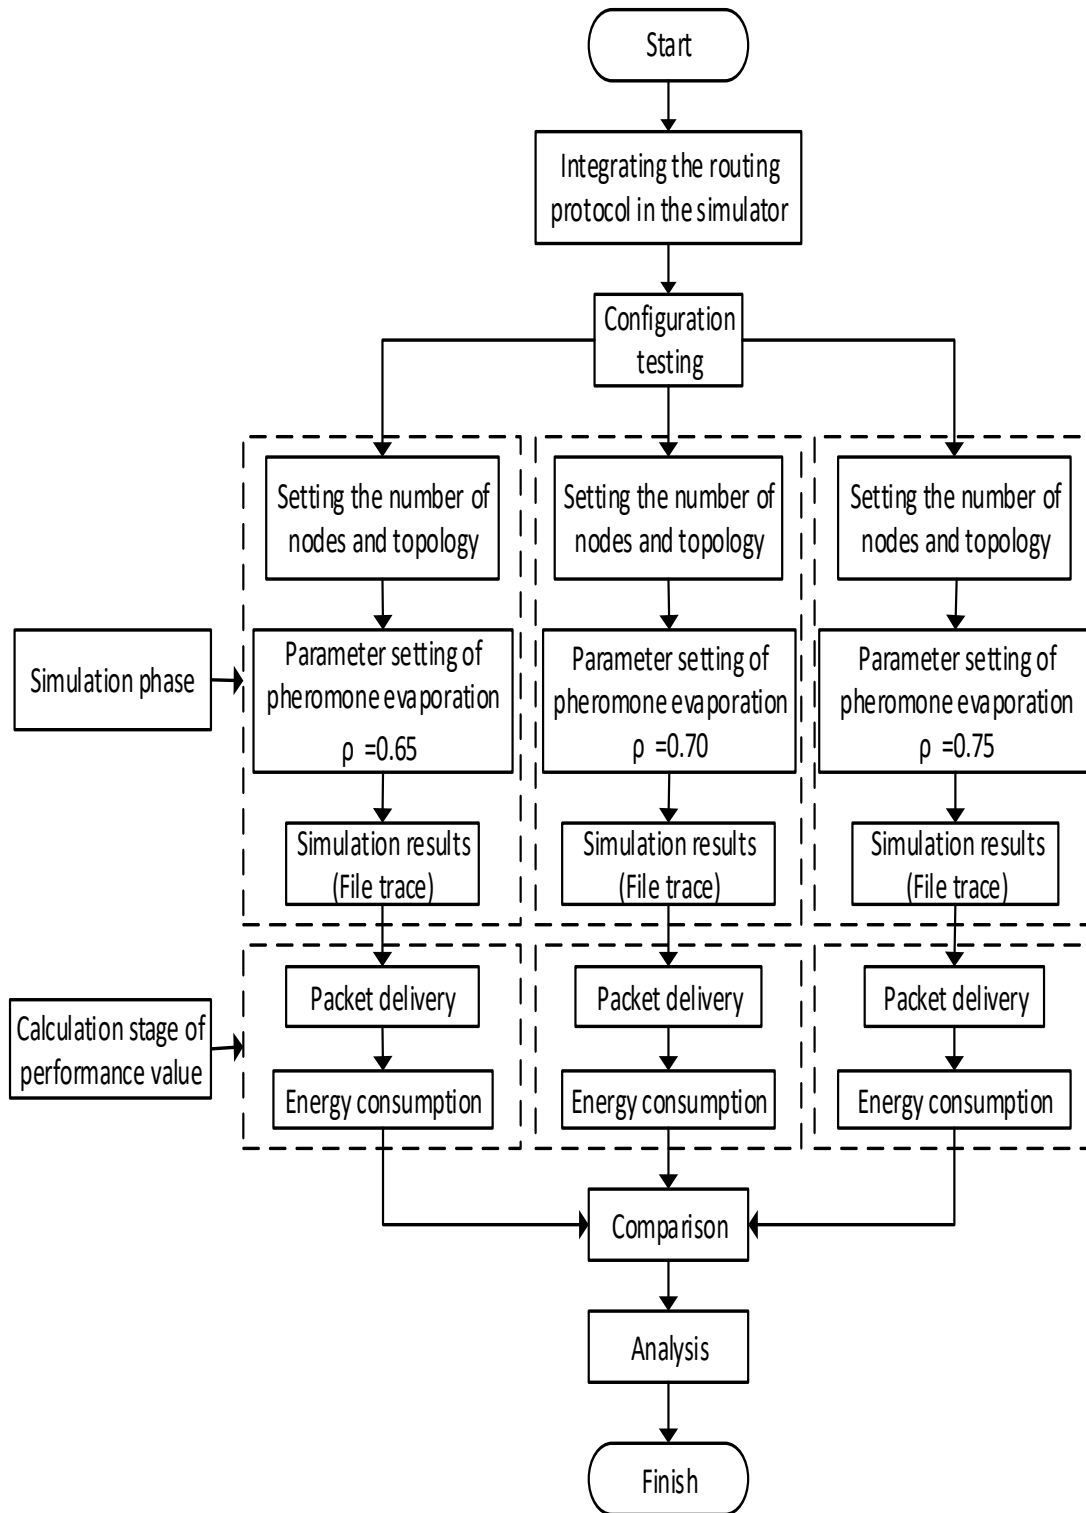 Start
Integrating the routing
protocol in the simulator
Configuration
testing
Setting the number of
nodes and topology
Setting the number of
nodes and topology
Setting the number of
nodes and topology
Simulation phase
Parameter setting of
pheromone evaporation
ρ =0.65
Parameter setting of
pheromone evaporation
ρ =0.70
Parameter setting of
pheromone evaporation
ρ =0.75
Simulation results
(File trace)
Simulation results
(File trace)
Simulation results
(File trace)
Calculation stage of
performance value
Packet delivery
Packet delivery
Packet delivery
Energy consumption
Energy consumption
Energy consumption
Comparison
Analysis
Finish